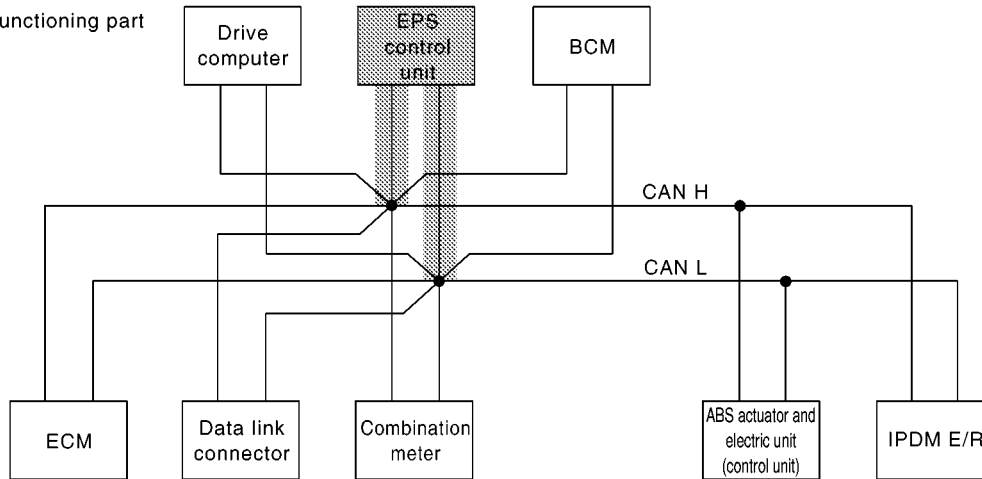 unctioning part
Drive
computer
EPS
control
unit
BCM
CAN H
CAN L
ECM
Data link
connector
Combination
meter
ABS actuator and
electric unit
(control unit)
IPDM E/R